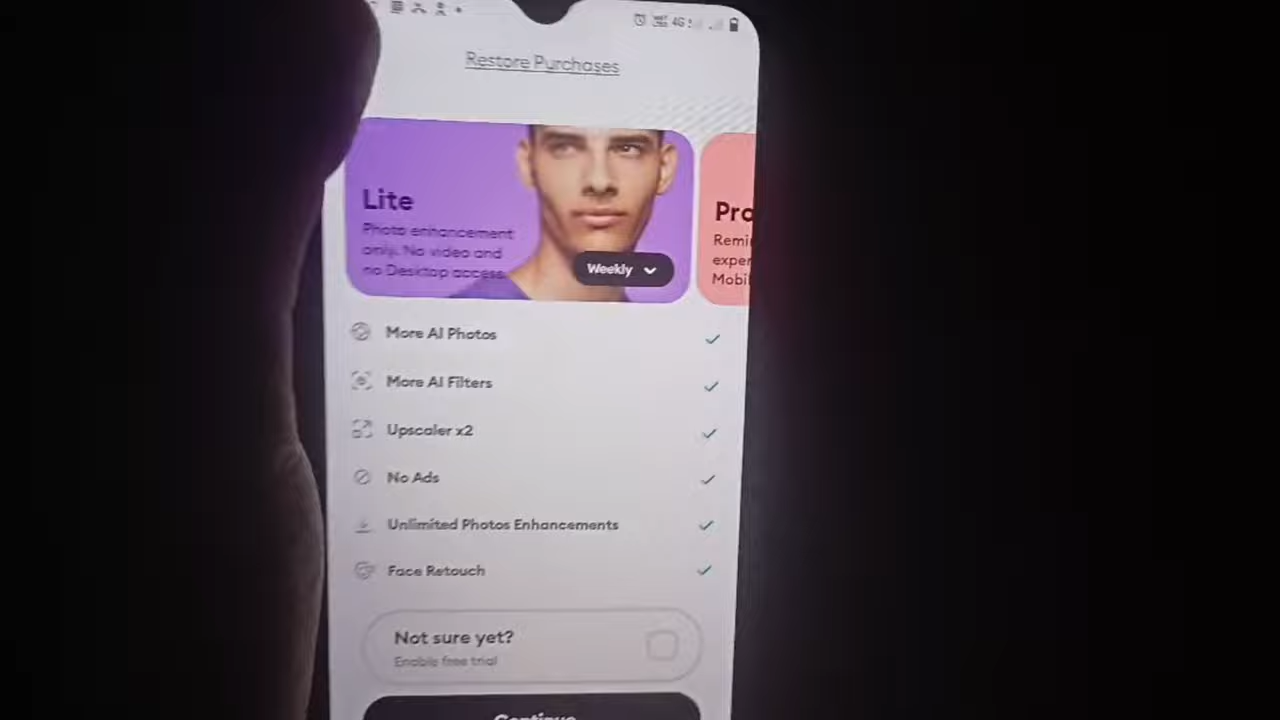 4G
Restore Purchases
Lite
Photo enhancement
only. No video and
no Desktop access.
Weekly
Pro
Remi
exper
Mobil
More AI Photos
More AI Filters
Upscaler x2
No Ads
Unlimited Photos Enhancements
Face Retouch
Not sure yet?
Enable free trial
Continue